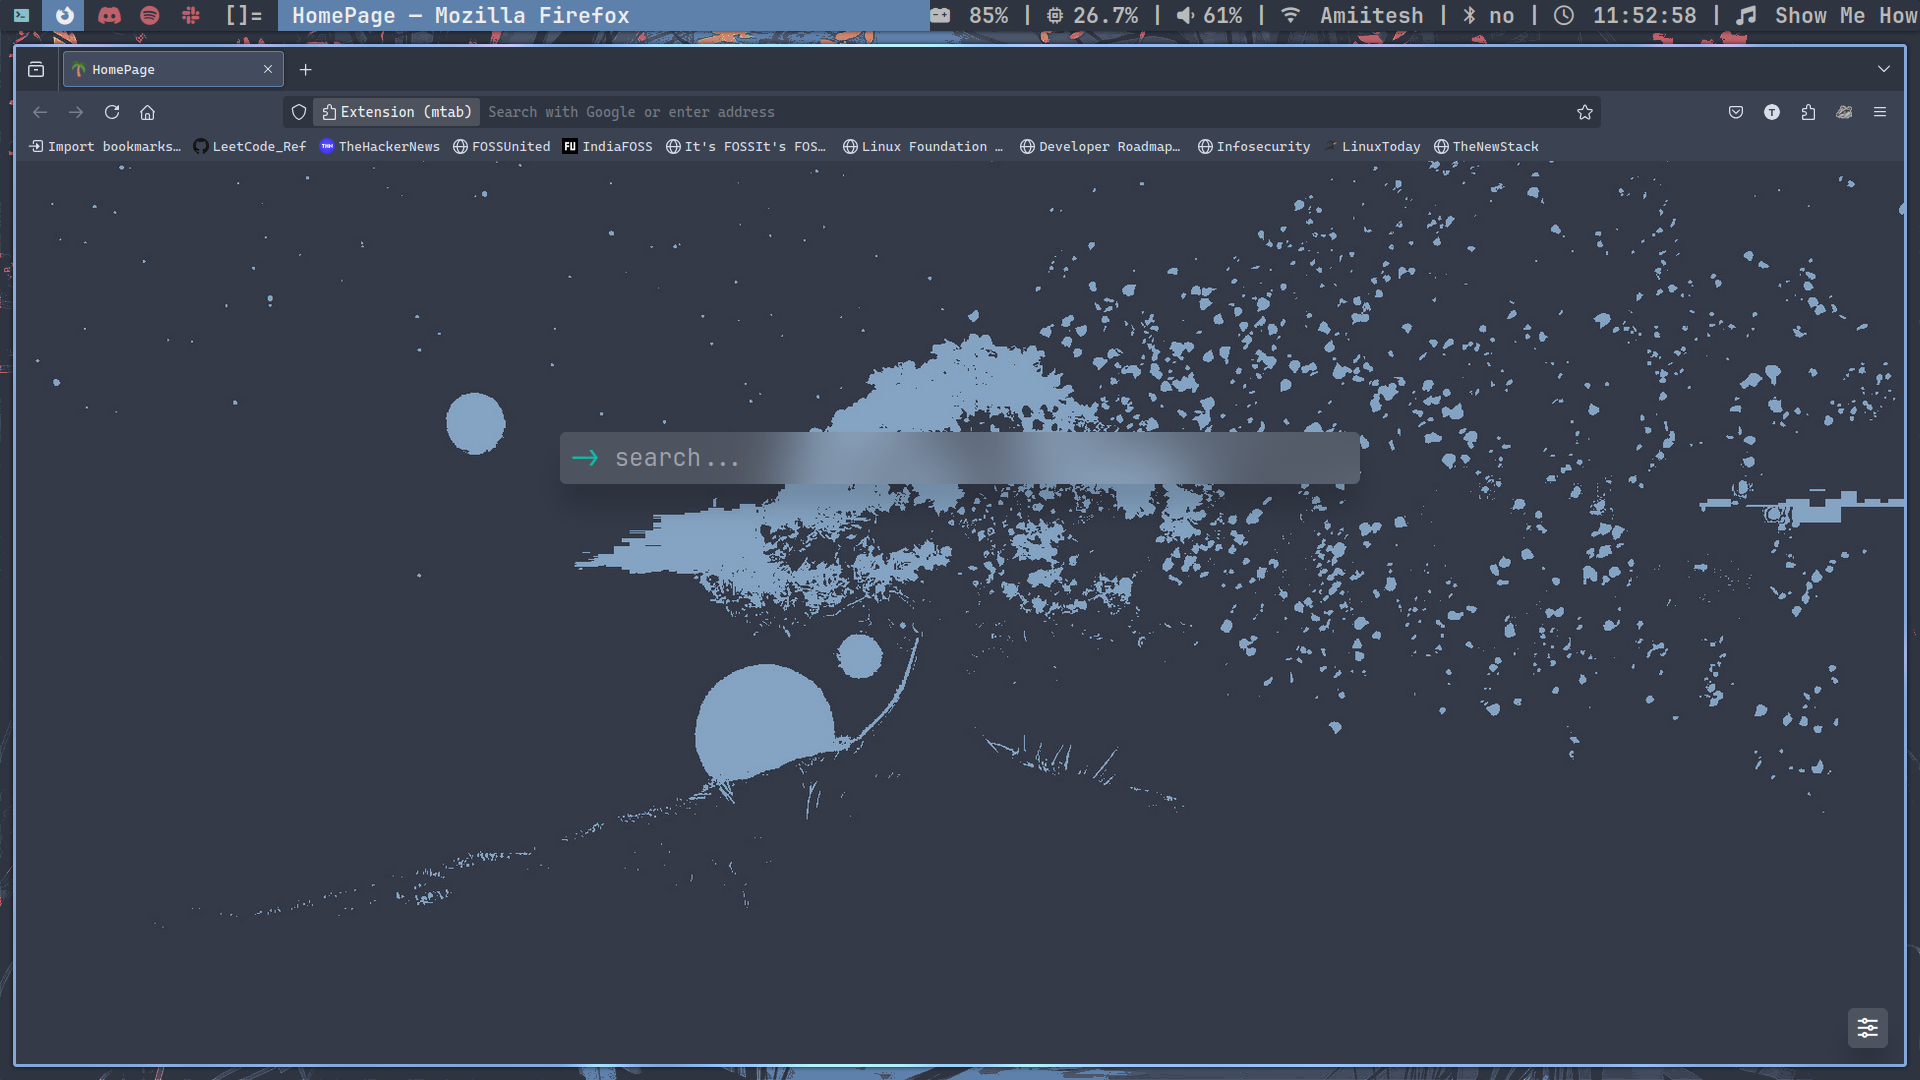 []= HomePage — Mozilla Firefox 85% | 26.7% | 61% | Amiitesh | no | 11:52:58 | Show Me How
HomePage
Extension (mtab) Search with Google or enter address
Import bookmarks… LeetCode_Ref TheHackerNews FOSSUnited IndiaFOSS It's FOSSIt's FOS… Linux Foundation … Developer Roadmap… Infosecurity LinuxToday TheNewStack
search...